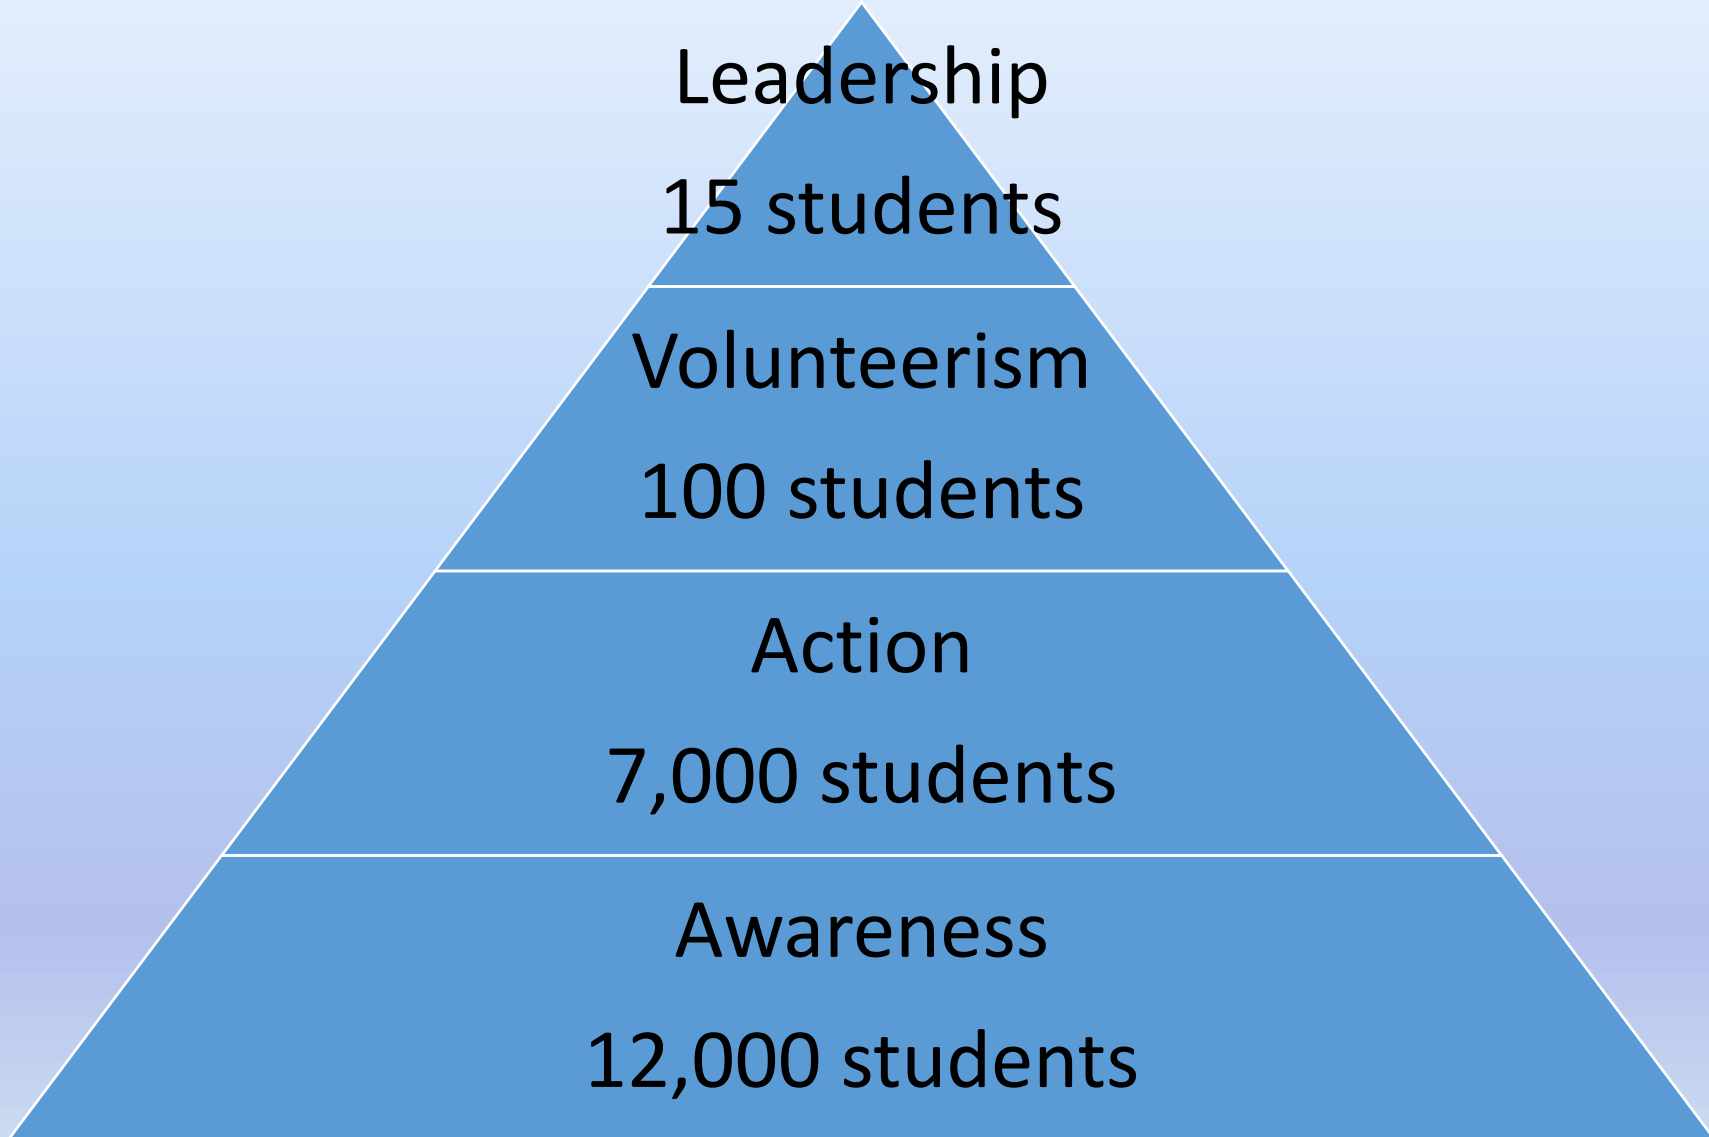 Leadership
15 students
Volunteerism
100 students
Action
7,000 students
Awareness
12,000 students